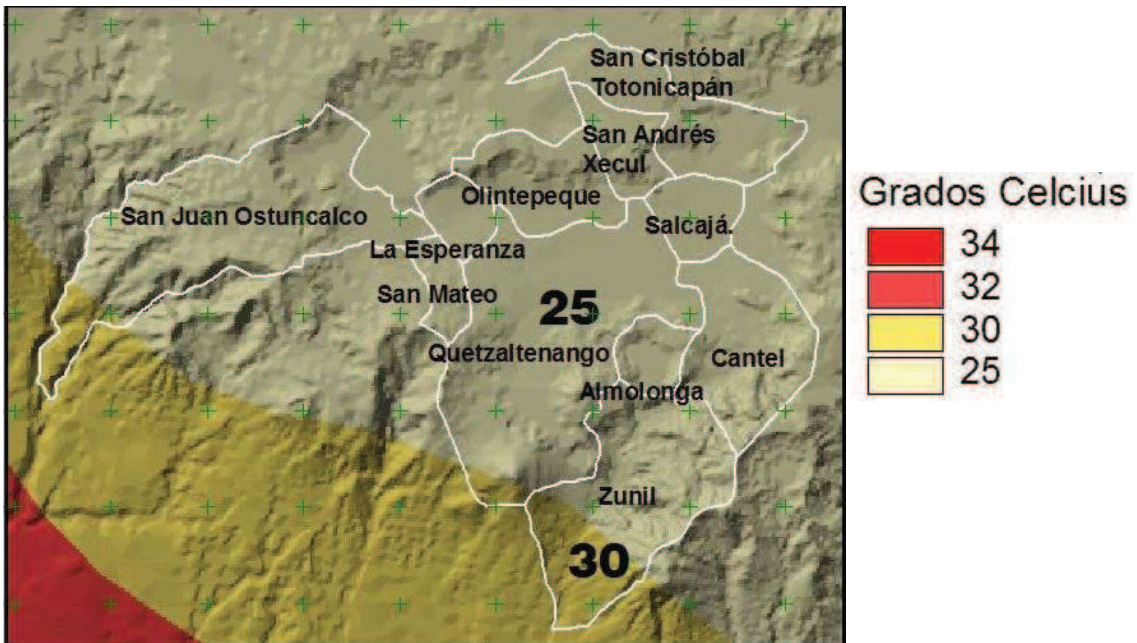 San Cristóbal
Totonicapán
San Andrés
Xecul
Olintepeque
San Juan Ostuncalco
Salcajá.
La Esperanza
San Mateo
25
Quetzaltenango
Cantel
Almolonga
Zunil
30
Grados Celcius
34
32
30
25